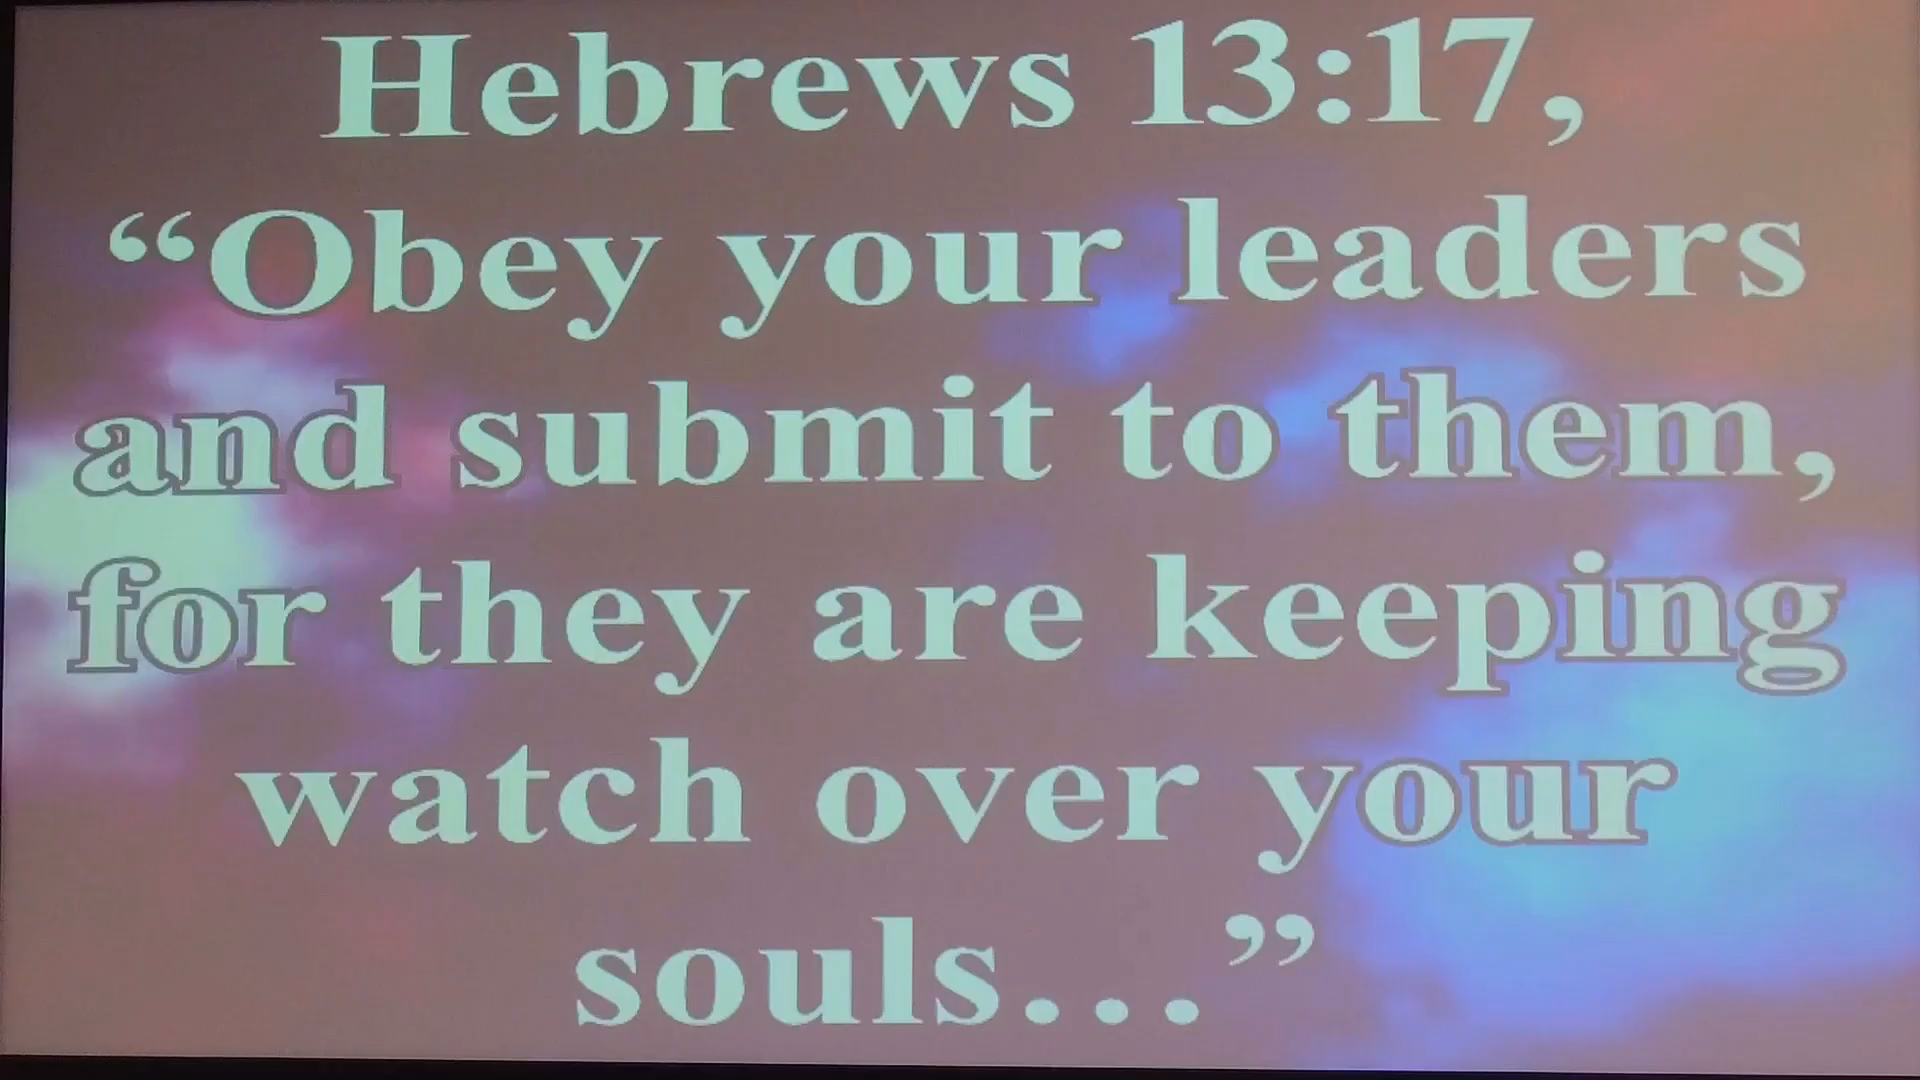 Hebrews 13:17,
“Obey your leaders
and submit to them,
for they are keeping
watch over your
souls…”